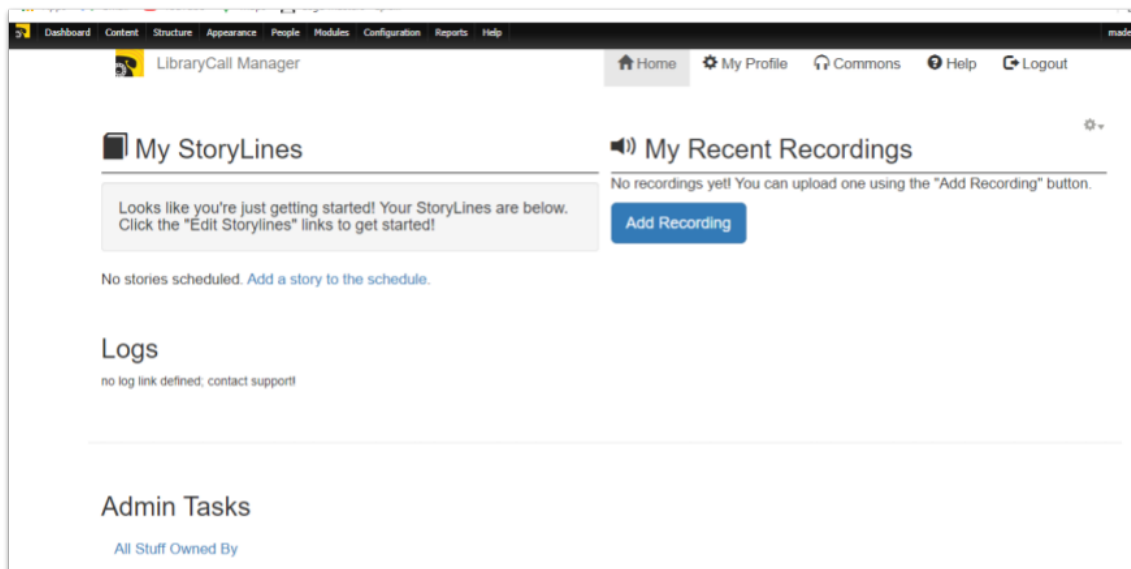 Dashboard Content Structure Appearance People Modules Configuration Reports Help made
LibraryCall Manager
Home My Profile Commons Help Logout
My StoryLines
Looks like you're just getting started! Your StoryLines are below.
Click the "Edit Storylines" links to get started!
No stories scheduled. Add a story to the schedule.
My Recent Recordings
No recordings yet! You can upload one using the "Add Recording" button.
Add Recording
Logs
no log link defined; contact support!
Admin Tasks
All Stuff Owned By